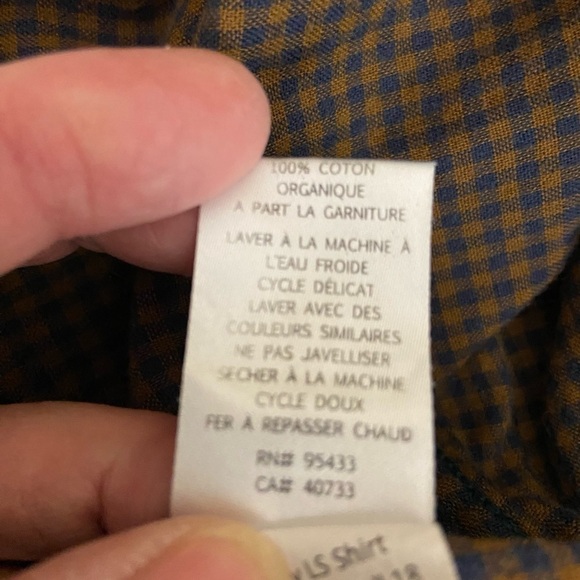 100% COTON
ORGANIQUE
A PART LA GARNITURE
LAVER À LA MACHINE À
L'EAU FROIDE
CYCLE DÉLICAT
LAVER AVEC DES
COULEURS SIMILAIRES
NE PAS JAVELLISER
SÉCHER À LA MACHINE
CYCLE DOUX
FER À REPASSER CHAUD
RN# 95433
CA# 40733
LS Shirt